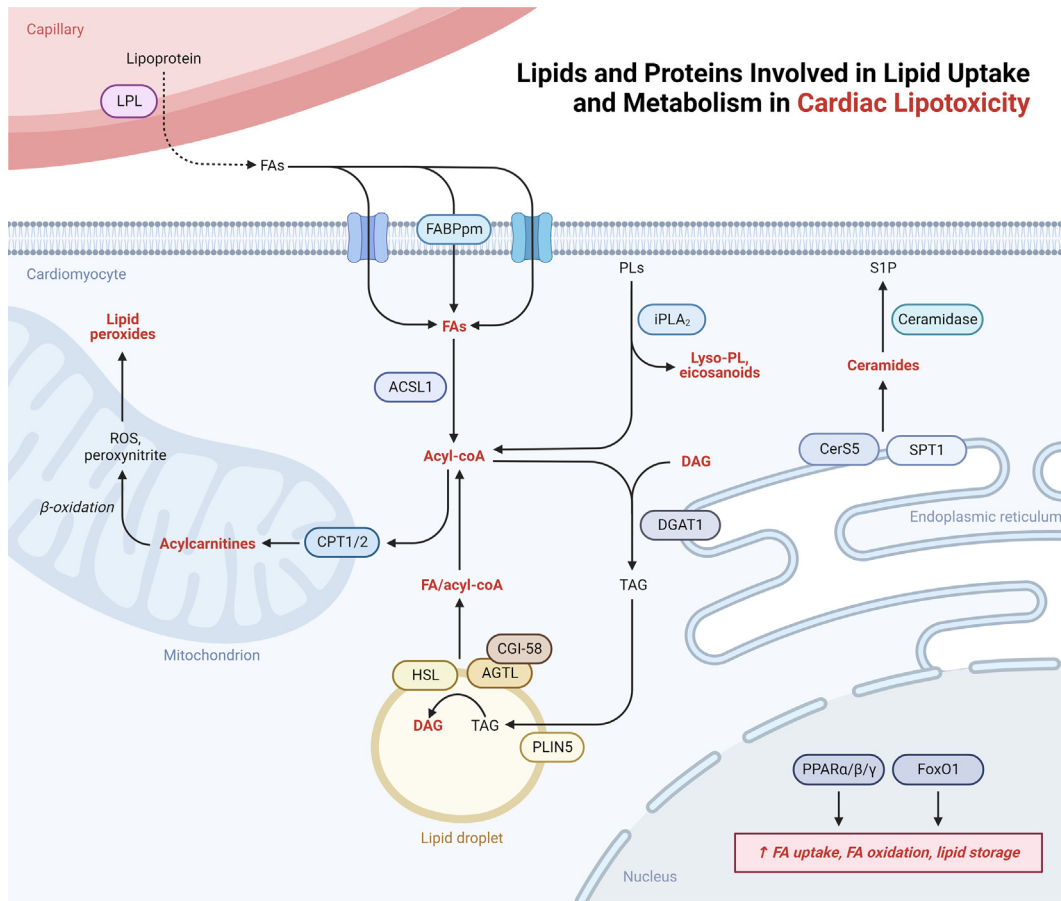 Capillary
Lipoprotein
LPL
Lipids and Proteins Involved in Lipid Uptake
and Metabolism in Cardiac Lipotoxicity
FAs
FABPpm
Cardiomyocyte
PLs
S1P
Lipid
peroxides
FAs
iPLA₂
Ceramidase
Lyso-PL,
eicosanoids
Ceramides
ACSL1
ROS,
peroxynitrite
Acyl-coA
DAG
CerS5
SPT1
β-oxidation
DGAT1
Endoplasmic reticulum
Acylcarnitines
CPT1/2
FA/acyl-coA
TAG
Mitochondrion
CGI-58
HSL
AGTL
DAG
TAG
PLIN5
PPARα/β/γ
FoxO1
Lipid droplet
↑ FA uptake, FA oxidation, lipid storage
Nucleus